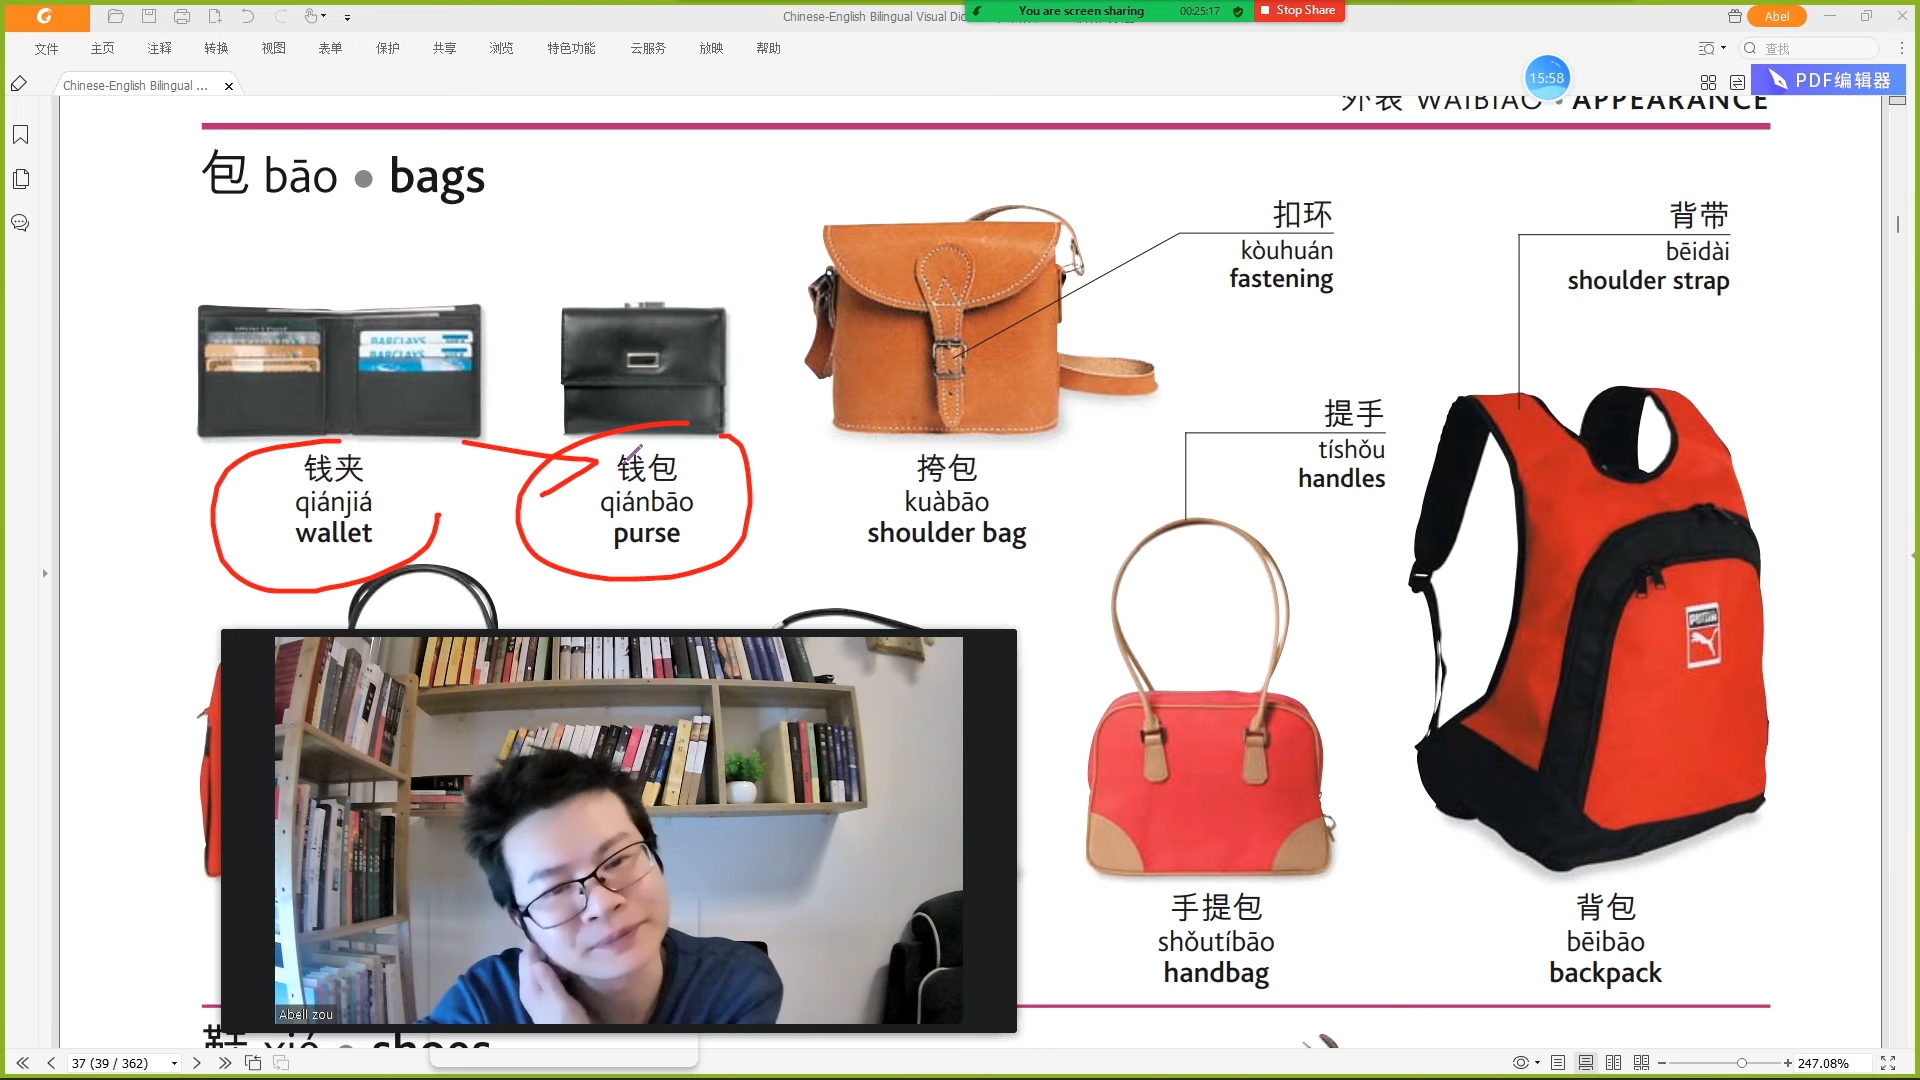 Chinese-English Bilingual Visual Dic
You are screen sharing
00:25:17
Stop Share
Abel
文件 主页 注释 转换 视图 表单 保护 共享 浏览 特色功能 云服务 放映 帮助
查找
Chinese-English Bilingual ...
15:58
PDF编辑器
外表 WAIBIAO • APPEARANCE
包 bāo • bags
扣环
kòuhuán
fastening
背带
bēidài
shoulder strap
BARCLAYS
BARCLAYS
提手
tíshǒu
handles
钱夹
qiánjiá
wallet
钱包
qiánbāo
purse
挎包
kuàbāo
shoulder bag
手提包
shǒutíbāo
handbag
背包
bēibāo
backpack
Abell zou
鞋 xié • shoes
37 (39 / 362)
247.08%